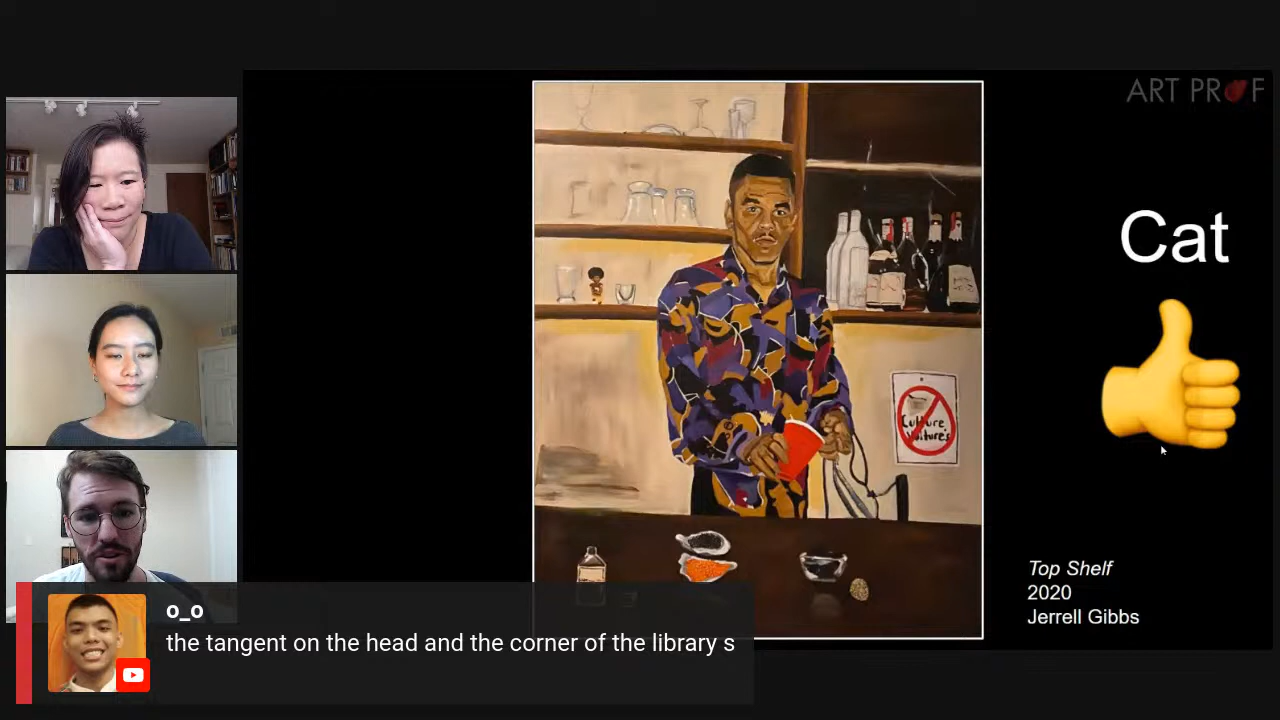 ART PROF
Cat
Culture
Vultures
Top Shelf
2020
Jerrell Gibbs
o_o
the tangent on the head and the corner of the library s